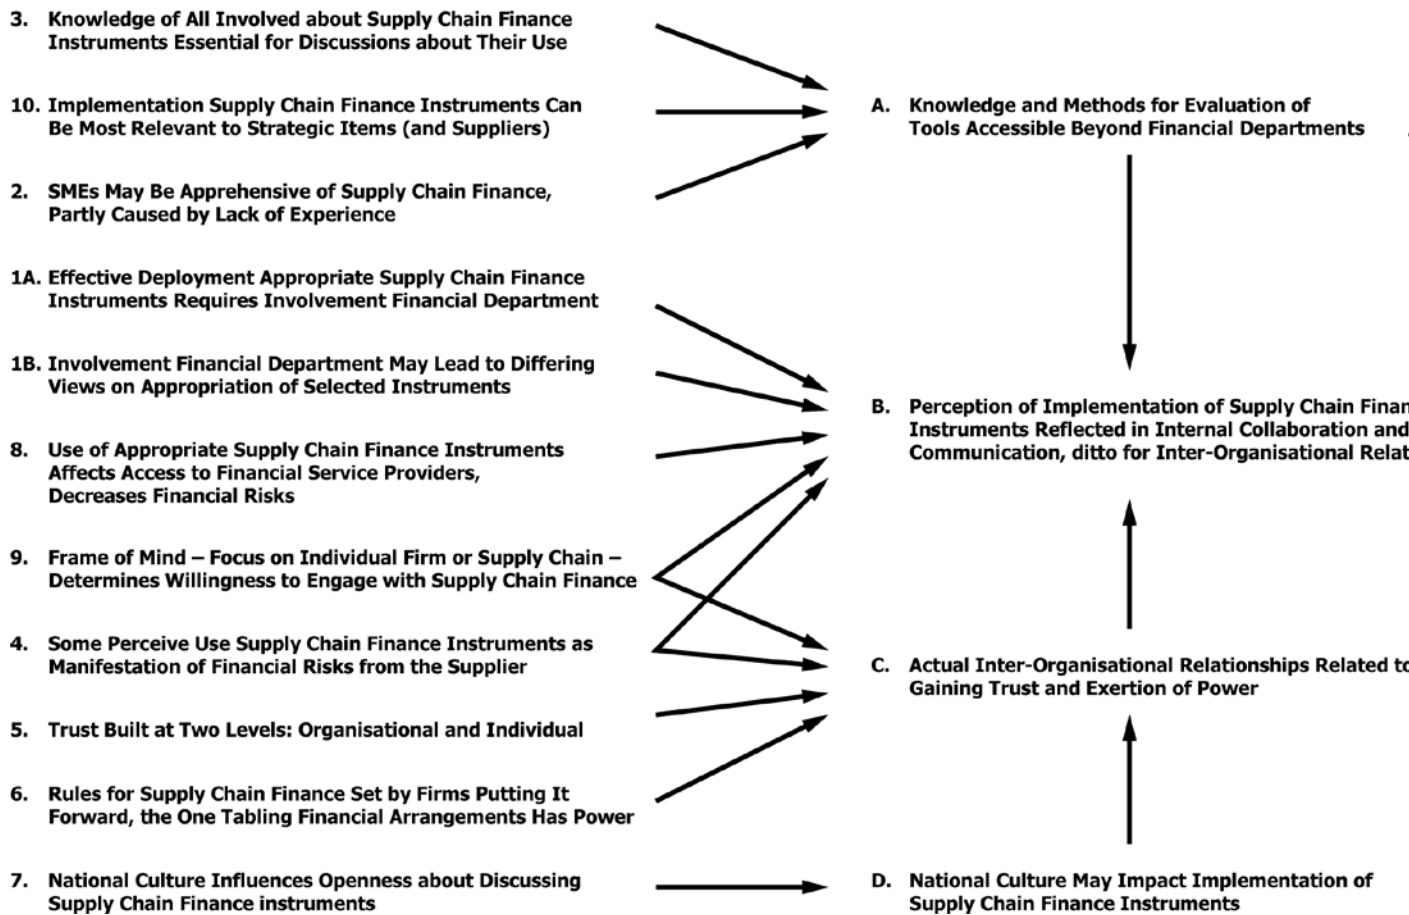 3. Knowledge of All Involved about Supply Chain Finance
Instruments Essential for Discussions about Their Use
10. Implementation Supply Chain Finance Instruments Can
Be Most Relevant to Strategic Items (and Suppliers)
2. SMEs May Be Apprehensive of Supply Chain Finance,
Partly Caused by Lack of Experience
1A. Effective Deployment Appropriate Supply Chain Finance
Instruments Requires Involvement Financial Department
1B. Involvement Financial Department May Lead to Differing
Views on Appropriation of Selected Instruments
8. Use of Appropriate Supply Chain Finance Instruments
Affects Access to Financial Service Providers,
Decreases Financial Risks
9. Frame of Mind – Focus on Individual Firm or Supply Chain –
Determines Willingness to Engage with Supply Chain Finance
4. Some Perceive Use Supply Chain Finance Instruments as
Manifestation of Financial Risks from the Supplier
5. Trust Built at Two Levels: Organisational and Individual
6. Rules for Supply Chain Finance Set by Firms Putting It
Forward, the One Tabling Financial Arrangements Has Power
7. National Culture Influences Openness about Discussing
Supply Chain Finance instruments
A. Knowledge and Methods for Evaluation of
Tools Accessible Beyond Financial Departments
B. Perception of Implementation of Supply Chain Finan
Instruments Reflected in Internal Collaboration and
Communication, ditto for Inter-Organisational Relat
C. Actual Inter-Organisational Relationships Related to
Gaining Trust and Exertion of Power
D. National Culture May Impact Implementation of
Supply Chain Finance Instruments